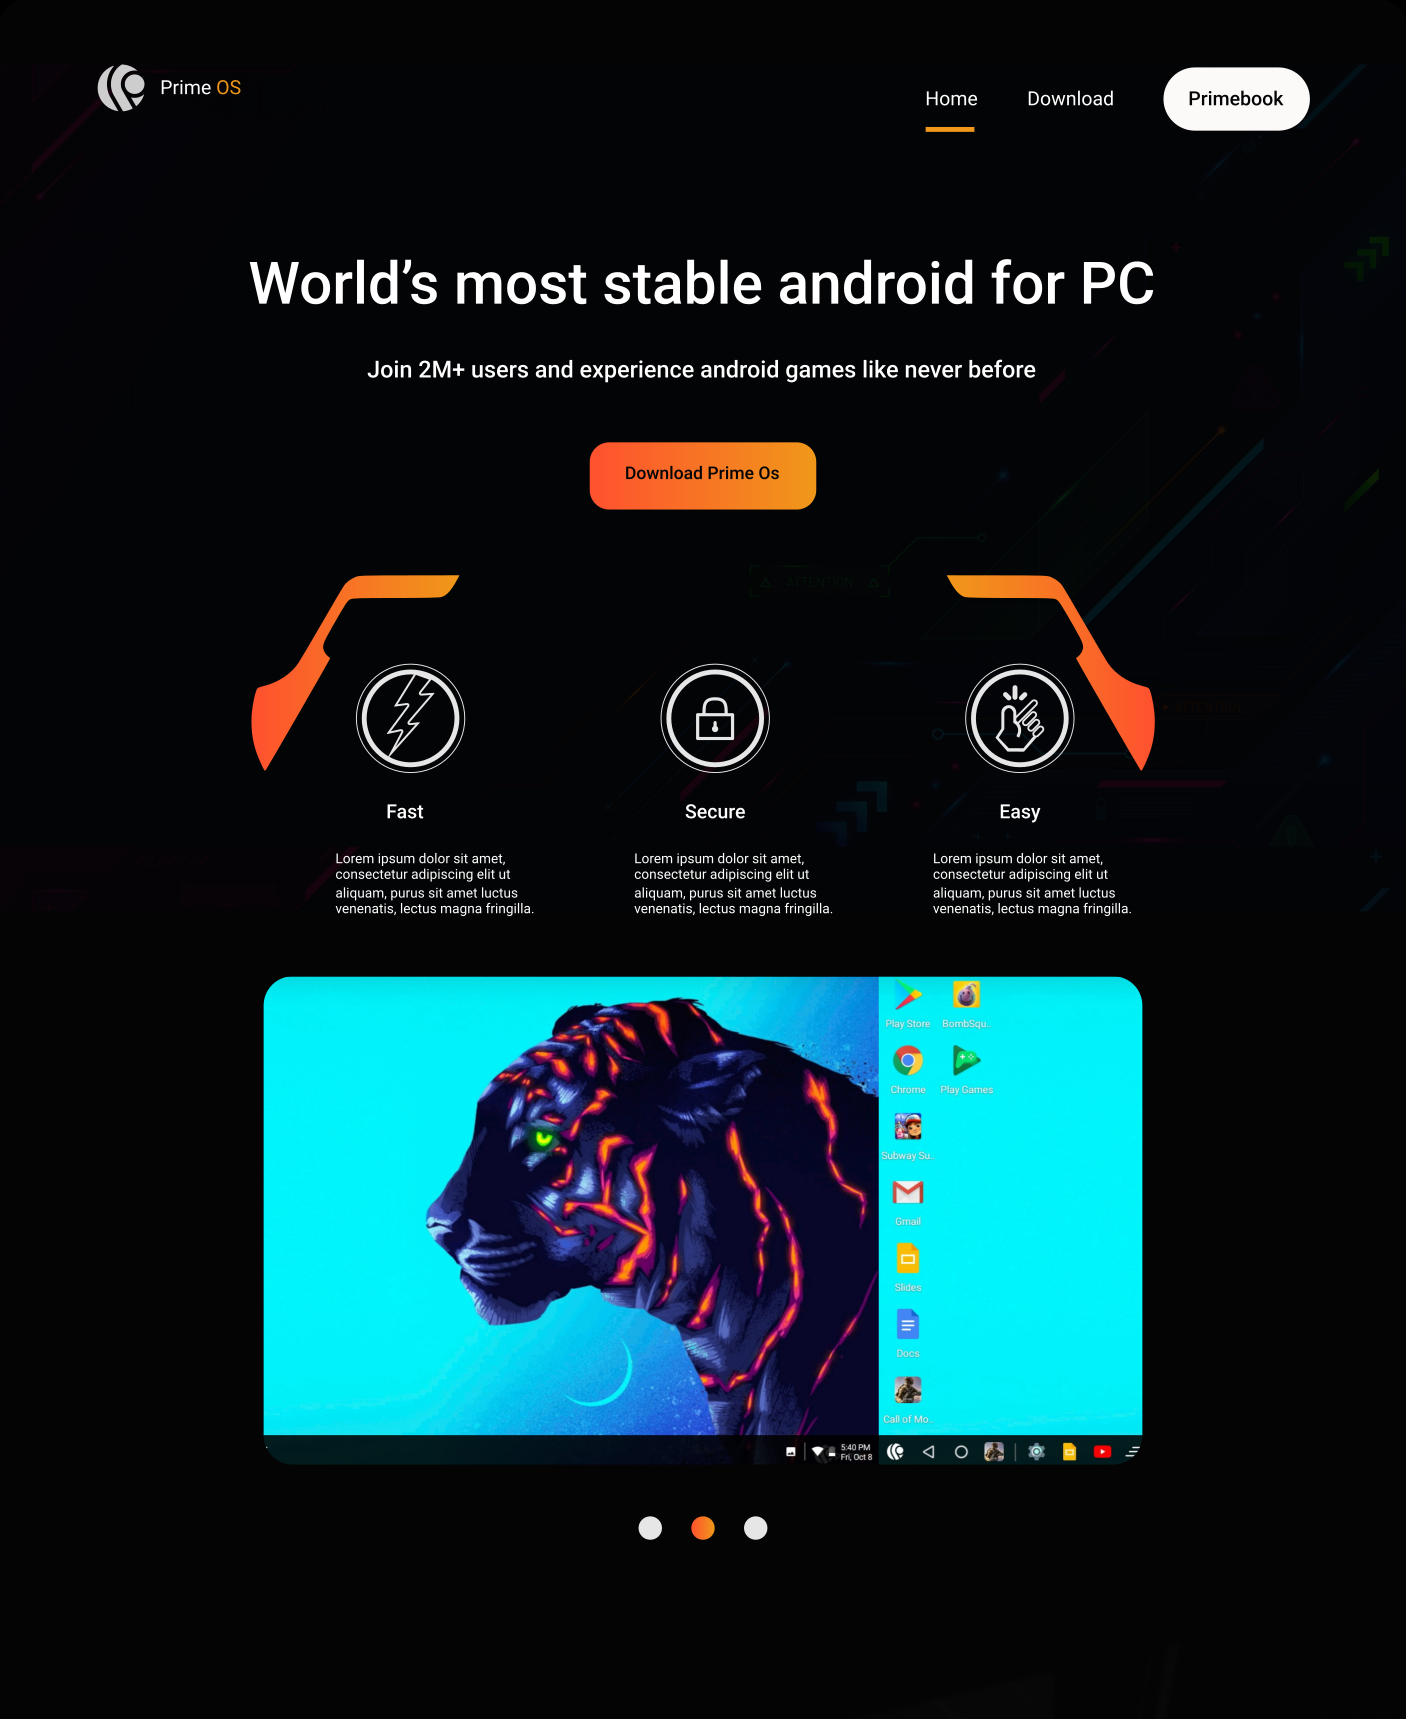 Prime OS
Home
Download
Primebook
World’s most stable android for PC
Join 2M+ users and experience android games like never before
Download Prime Os
ATTENTION
ATTENTION
Fast
Secure
Easy
Lorem ipsum dolor sit amet,
consectetur adipiscing elit ut
aliquam, purus sit amet luctus
venenatis, lectus magna fringilla.
Lorem ipsum dolor sit amet,
consectetur adipiscing elit ut
aliquam, purus sit amet luctus
venenatis, lectus magna fringilla.
Lorem ipsum dolor sit amet,
consectetur adipiscing elit ut
aliquam, purus sit amet luctus
venenatis, lectus magna fringilla.
Play Store
BombSqu..
Chrome
Play Games
Subway Su..
Gmail
Slides
Docs
Call of Mo..
5:40 PM
Fri, Oct 8